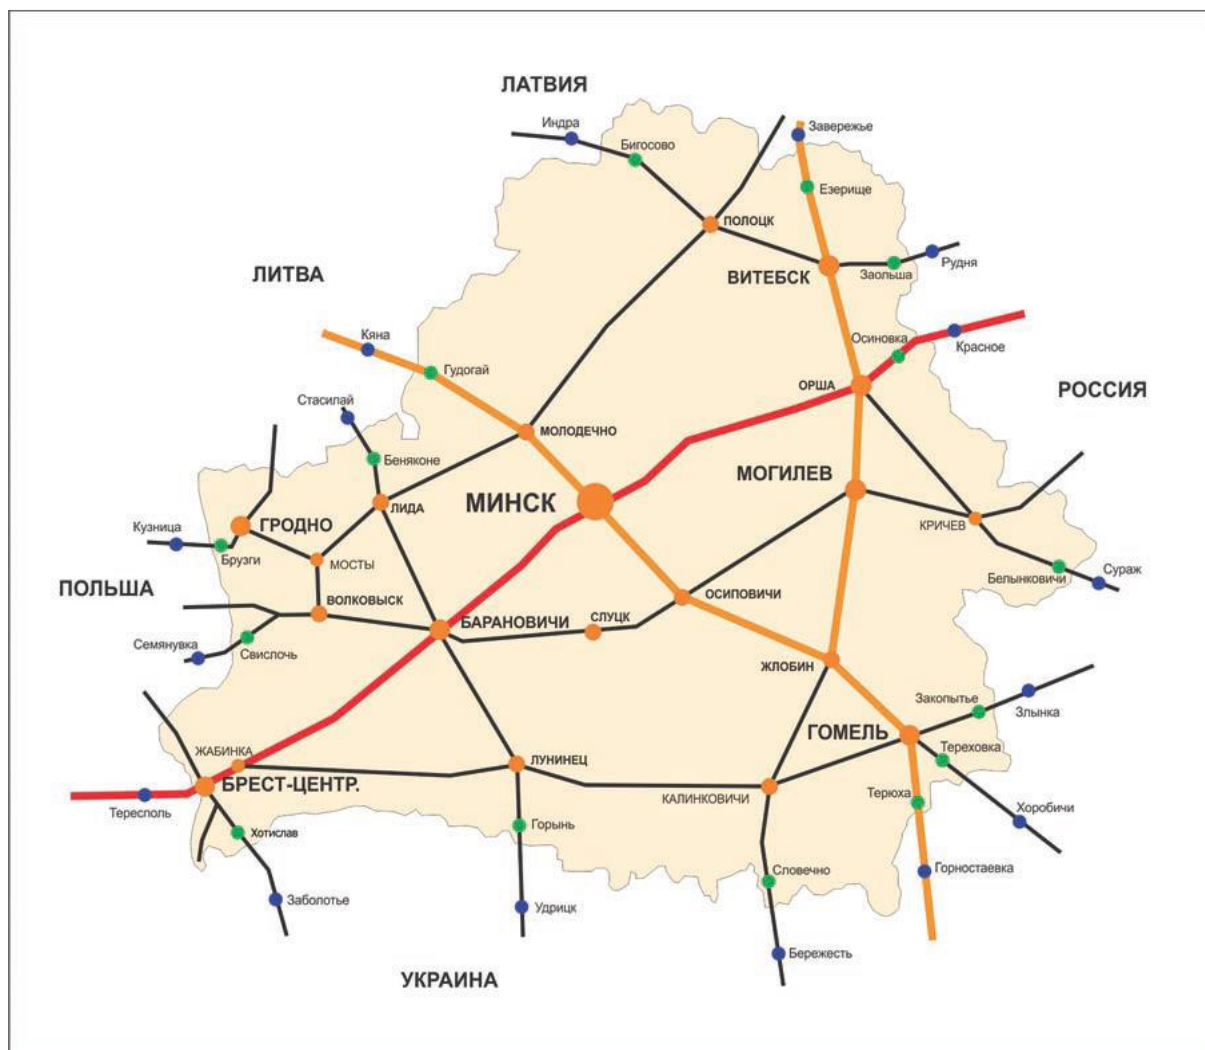 ЛАТВИЯ
Индра
Бигосово
Завережье
Езерище
ПОЛОЦК
ЛИТВА
ВИТЕБСК
Заольша
Рудня
Кяна
Гудогай
Осиновка
Красное
ОРША
РОССИЯ
Стасилай
МОЛОДЕЧНО
Беняконе
МОГИЛЕВ
МИНСК
ЛИДА
Кузница
ГРОДНО
Брузги
КРИЧЕВ
МОСТЫ
ПОЛЬША
Белынковичи
Сураж
ВОЛКОВЫСК
ОСИПОВИЧИ
БАРАНОВИЧИ
СЛУЦК
Семянувка
Свислочь
ЖЛОБИН
Закопытье
Злынка
ГОМЕЛЬ
Тереховка
ЖАБИНКА
ЛУНИНЕЦ
БРЕСТ-ЦЕНТР.
КАЛИНКОВИЧИ
Терюха
Тересполь
Хоробичи
Хотислав
Горынь
Словечно
Горностаевка
Заболотье
Удрицк
Бережесть
УКРАИНА